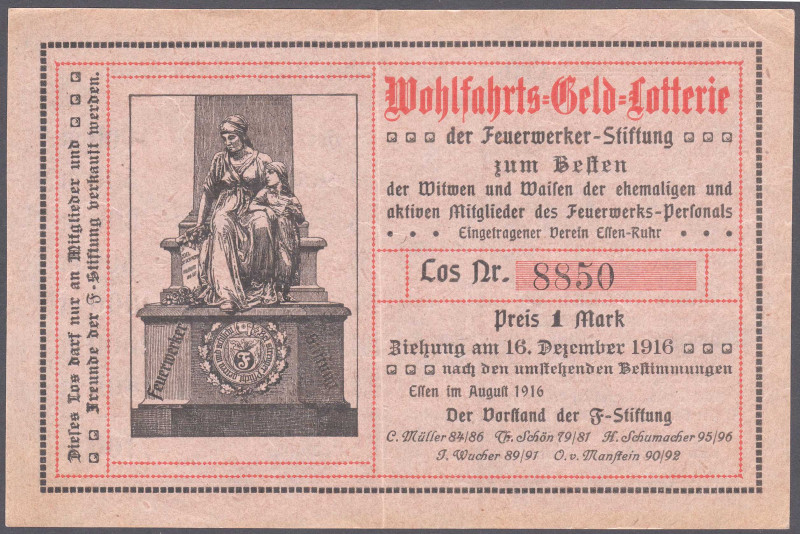 Dieses Los darf nur an Mitglieder und
Freunde der F-Stiftung verkauft werden.
Feuerwerker
Stiftung
F
Wohlfahrts=Geld=Lotterie
der Feuerwerker-Stiftung
zum Besten
der Witwen und Waisen der ehemaligen und
aktiven Mitglieder des Feuerwerks-Personals
Eingetragener Verein Essen-Ruhr
Los Nr. 8850
Preis 1 Mark
Ziehung am 16. Dezember 1916
nach den umstehenden Bestimmungen
Essen im August 1916
Der Vorstand der F-Stiftung
C. Müller 84/86 Tr. Schön 79/81 H. Schumacher 95/96
J. Wucher 89/91 O. v. Manstein 90/92